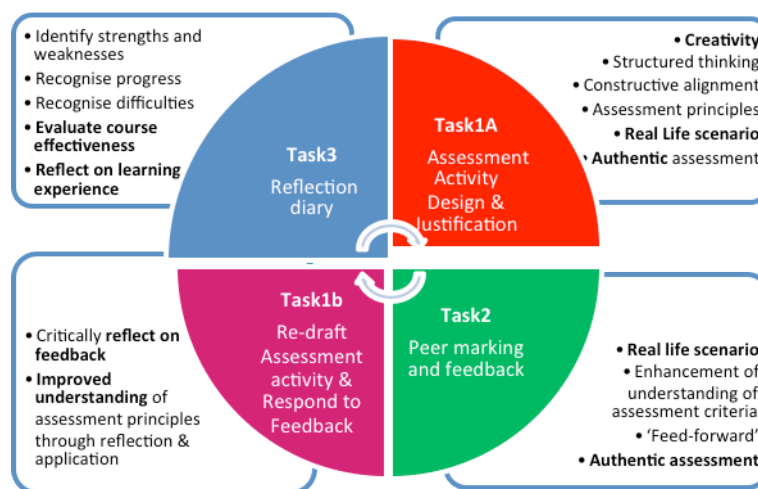 • Identify strengths and
weaknesses
• Recognise progress
• Recognise difficulties
• Evaluate course
effectiveness
• Reflect on learning
experience
Task3
Reflection
diary
Task1A
Assessment
Activity
Design &
Justification
• Creativity
• Structured thinking
• Constructive alignment
• Assessment principles
• Real Life scenario
• Authentic assessment
• Critically reflect on
feedback
• Improved
understanding of
assessment principles
through reflection &
application
Task1b
Re-draft
Assessment
activity &
Respond to
Feedback
Task2
Peer marking
and feedback
• Real life scenario
• Enhancement of
understanding of
assessment criteria
• ‘Feed-forward’
• Authentic assessment